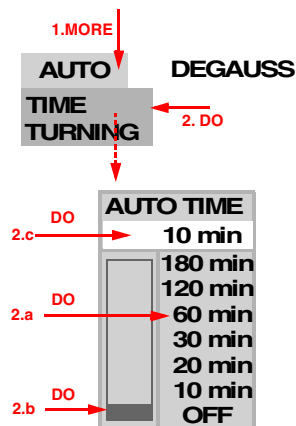 1.MORE
AUTO DEGAUSS
TIME
TURNING
2. DO
AUTO TIME
DO
2.c
10 min
180 min
120 min
DO
2.a
60 min
30 min
20 min
DO
10 min
2.b
OFF